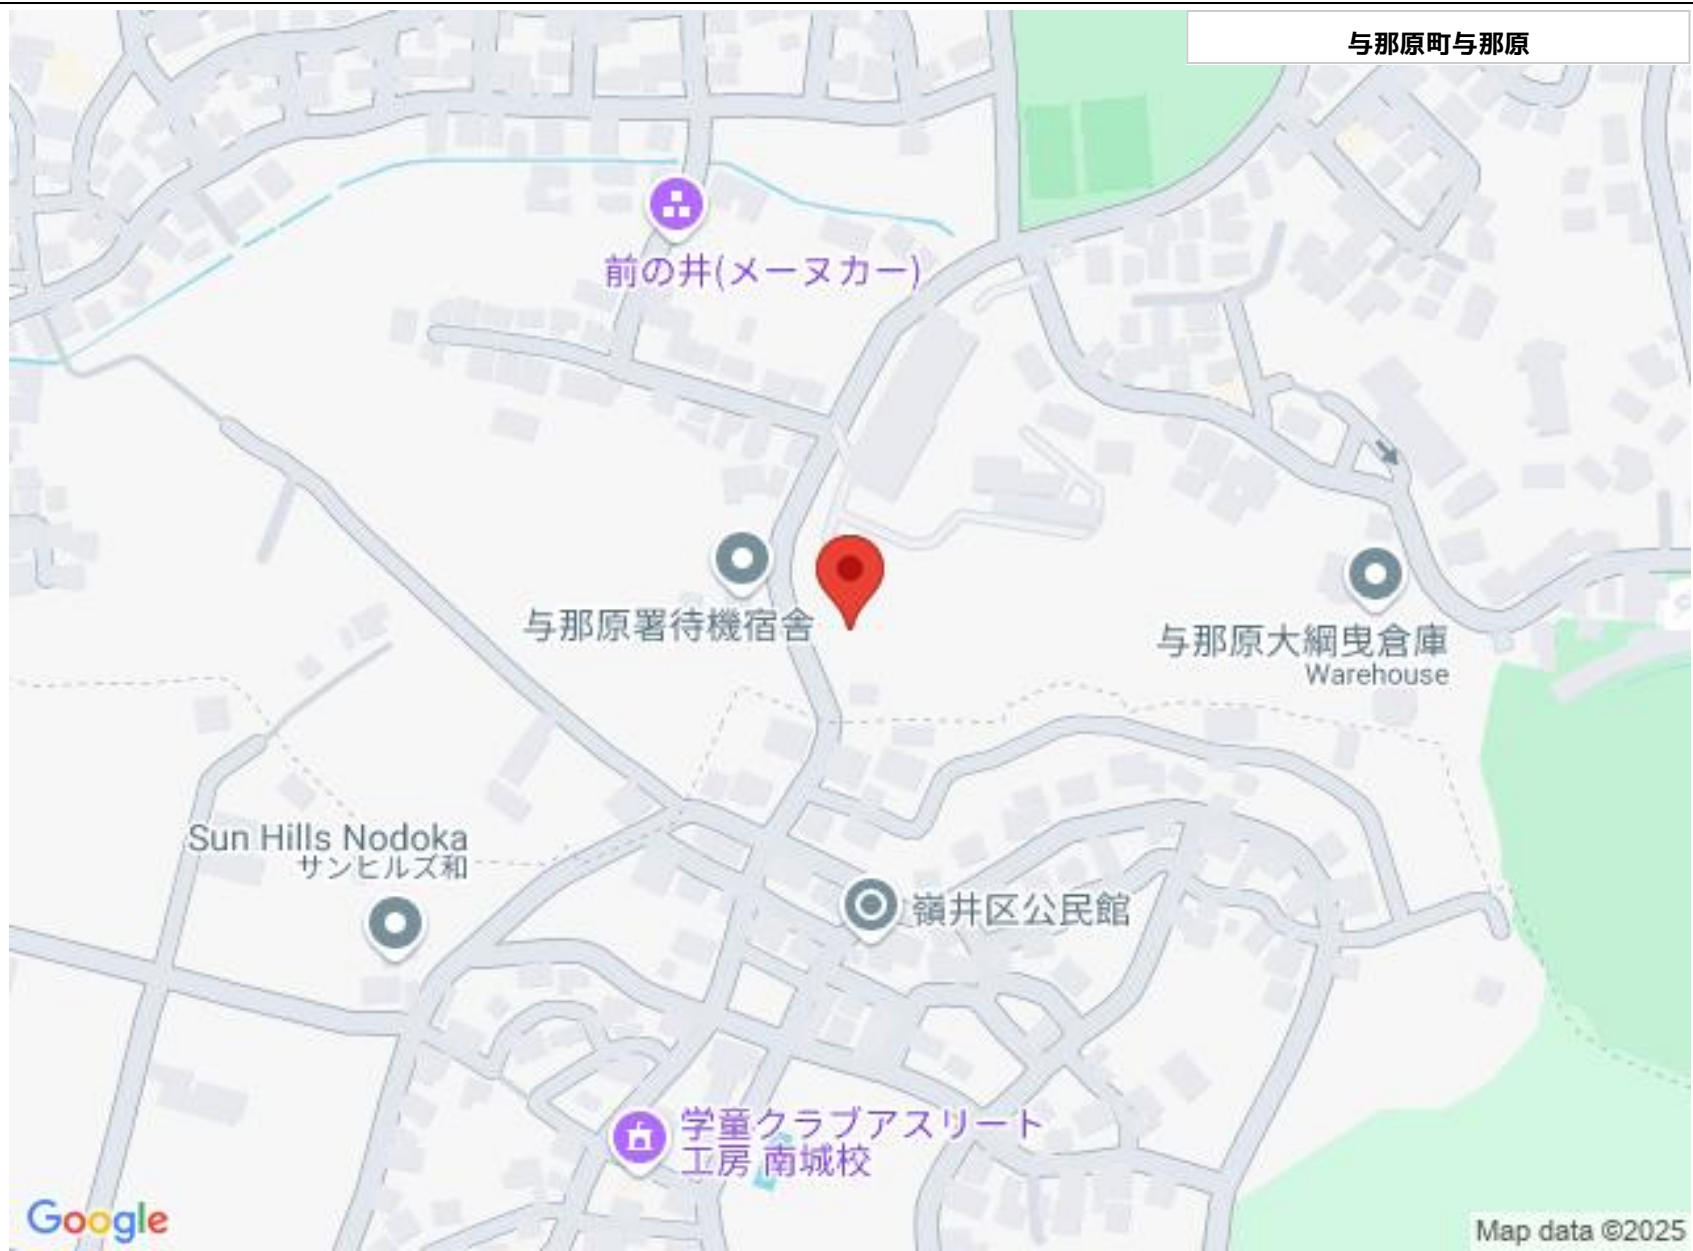 与那原町与那原
前の井(メーヌカー)
与那原署待機宿舎
与那原大綱曳倉庫
Warehouse
Sun Hills Nodoka
サンヒルズ和
嶺井区公民館
学童クラブアスリート
工房 南城校
Google
Map data ©2025